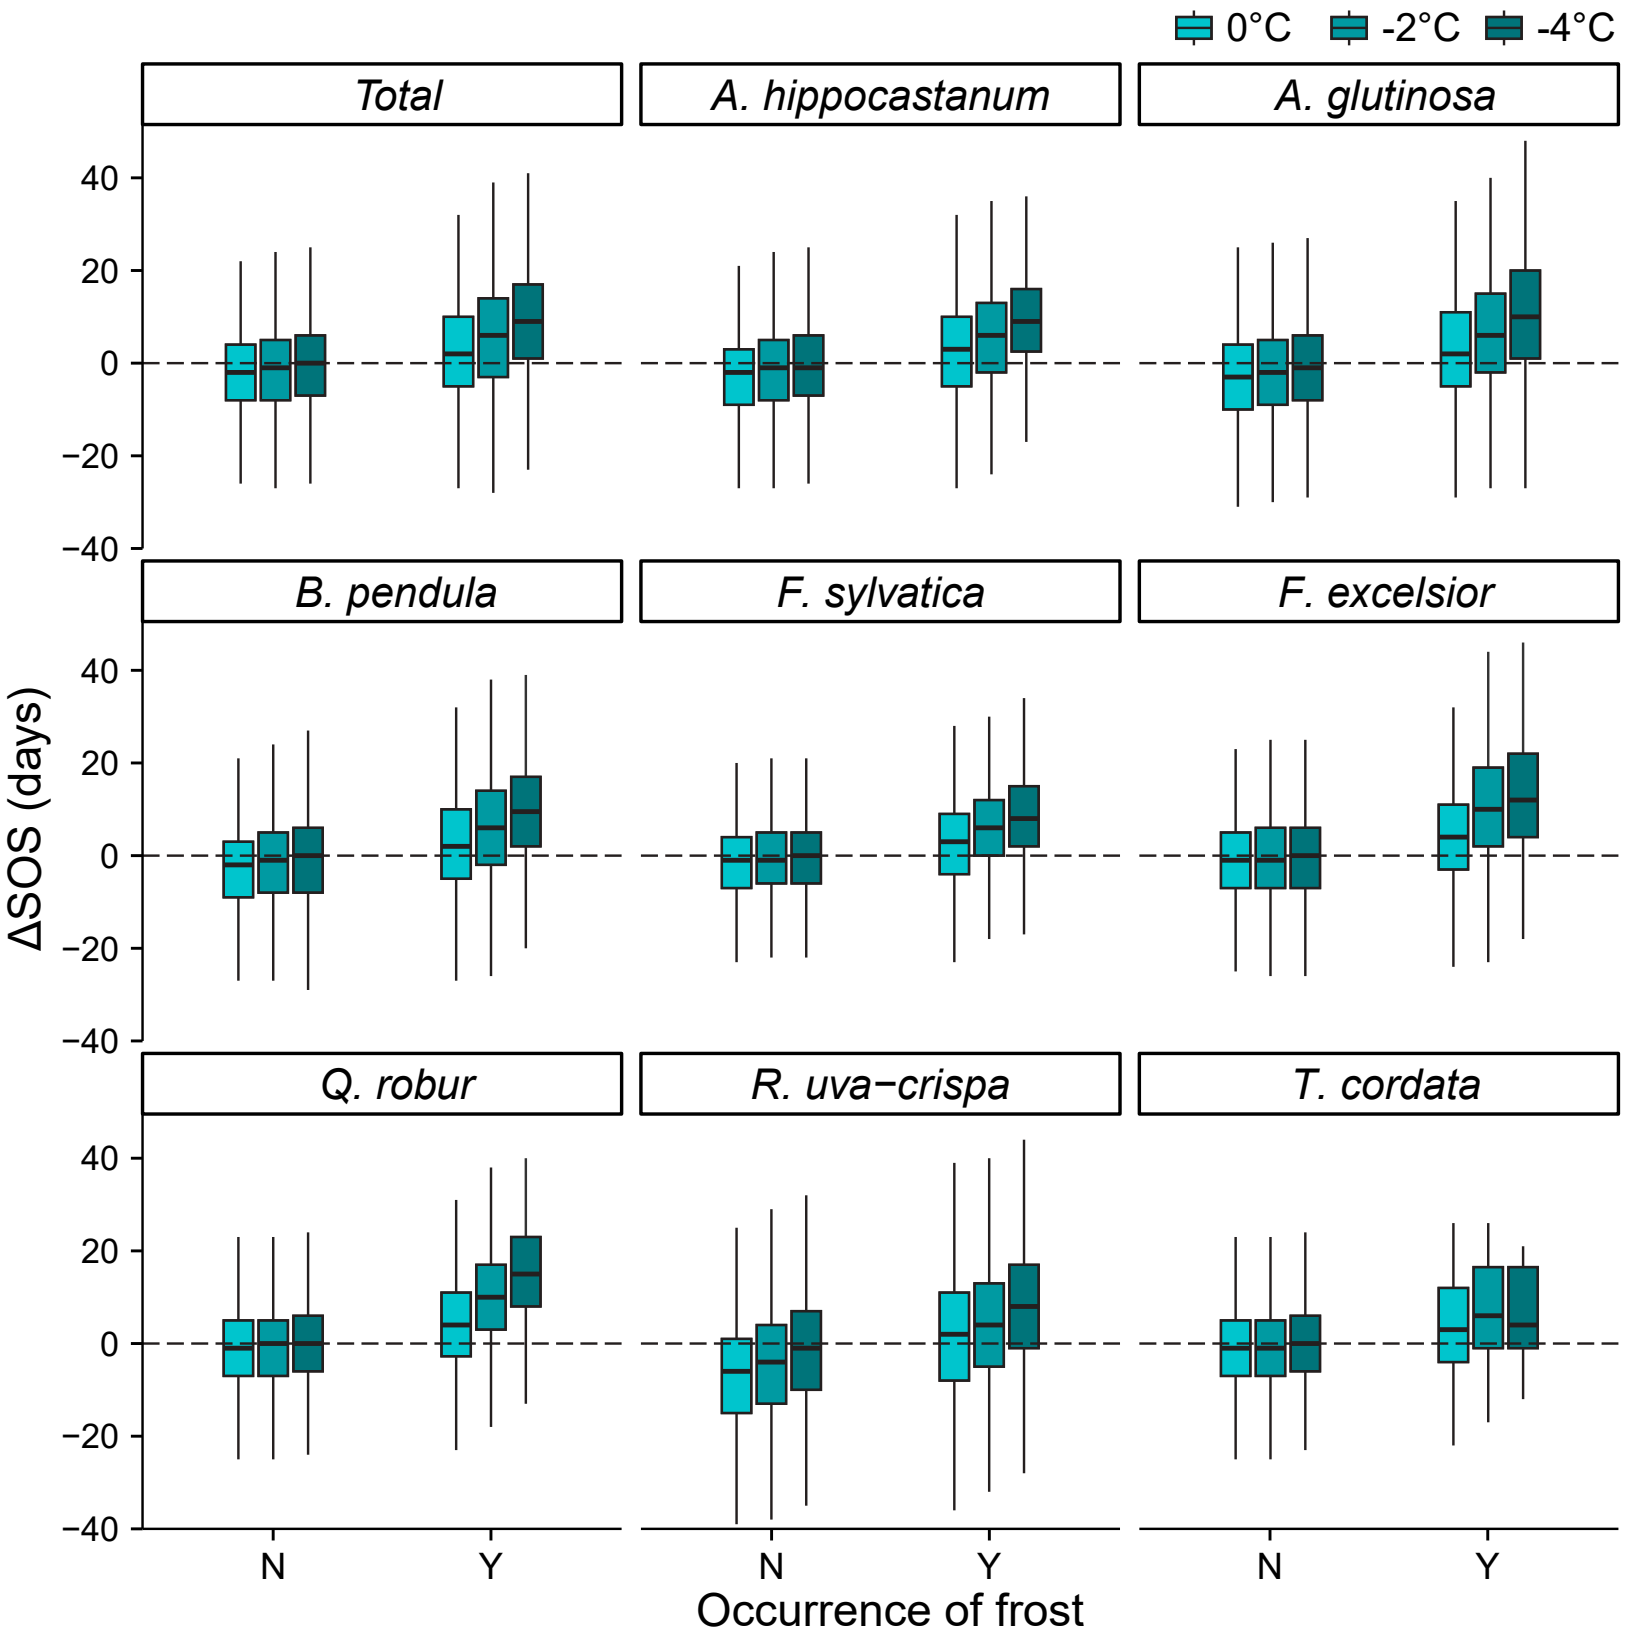 0°C -2°C -4°C
Total A. hippocastanum A. glutinosa
40
20
0
−20
−40
B. pendula F. sylvatica F. excelsior
40
20
0
−20
−40
ΔSOS (days)
Q. robur R. uva−crispa T. cordata
40
20
0
−20
−40
N Y N Y N Y
Occurrence of frost